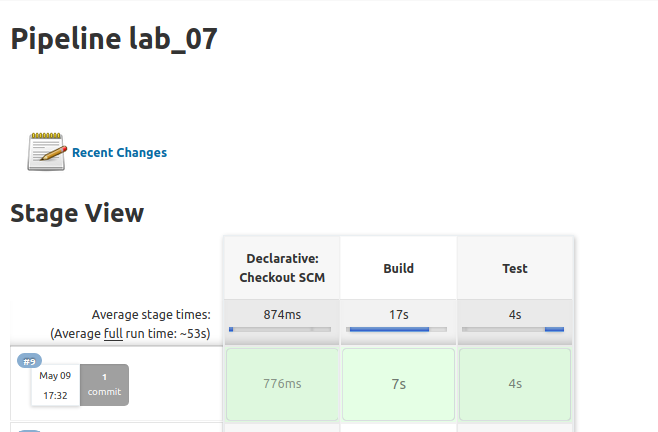 Pipeline lab_07
Recent Changes
Stage View
Declarative:
Checkout SCM
Build
Test
Average stage times:
(Average full run time: ~53s)
874ms
17s
4s
#9
May 09
17:32
1
commit
776ms
7s
4s